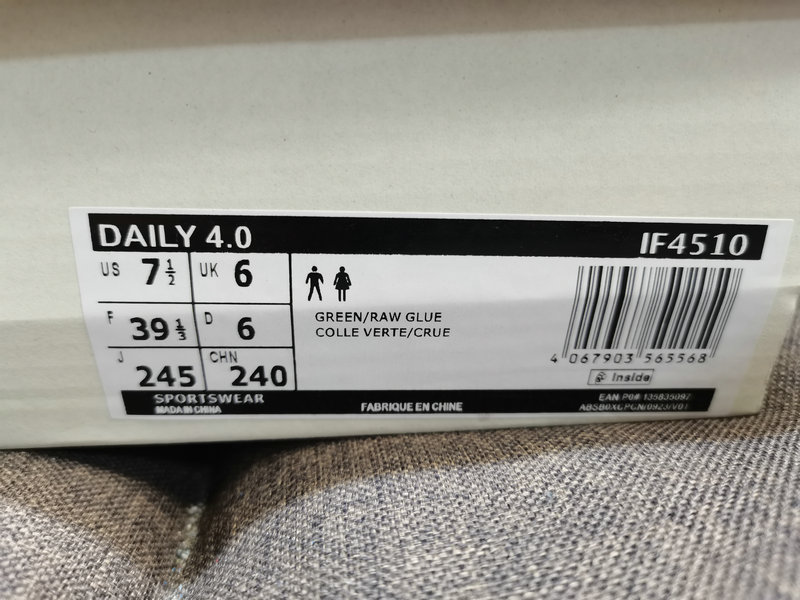 DAILY 4.0 IF4510
US 7 1/2 UK 6
F 39 1/3 D 6
J 245 CHN 240
GREEN/RAW GLUE
COLLE VERTE/CRUE
4 067903 565568
Inside
SPORTSWEAR
MADE IN CHINA
FABRIQUE EN CHINE
EAN P0# 135835097